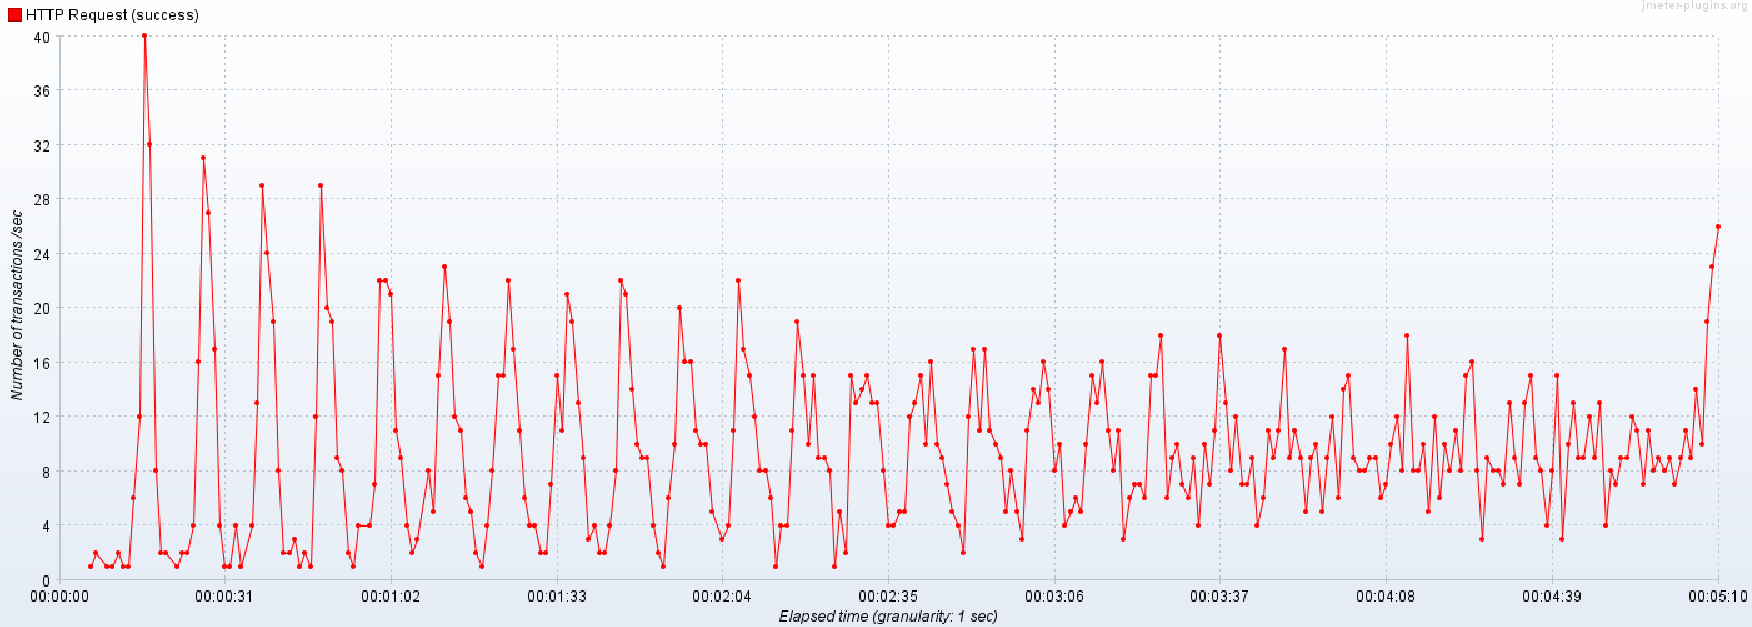 HTTP Request (success)
jmeter-plugins.org
40
36
32
28
24
20
16
12
8
4
0
Number of transactions /sec
00:00:00 00:00:31 00:01:02 00:01:33 00:02:04 00:02:35 00:03:06 00:03:37 00:04:08 00:04:39 00:05:10
Elapsed time (granularity: 1 sec)